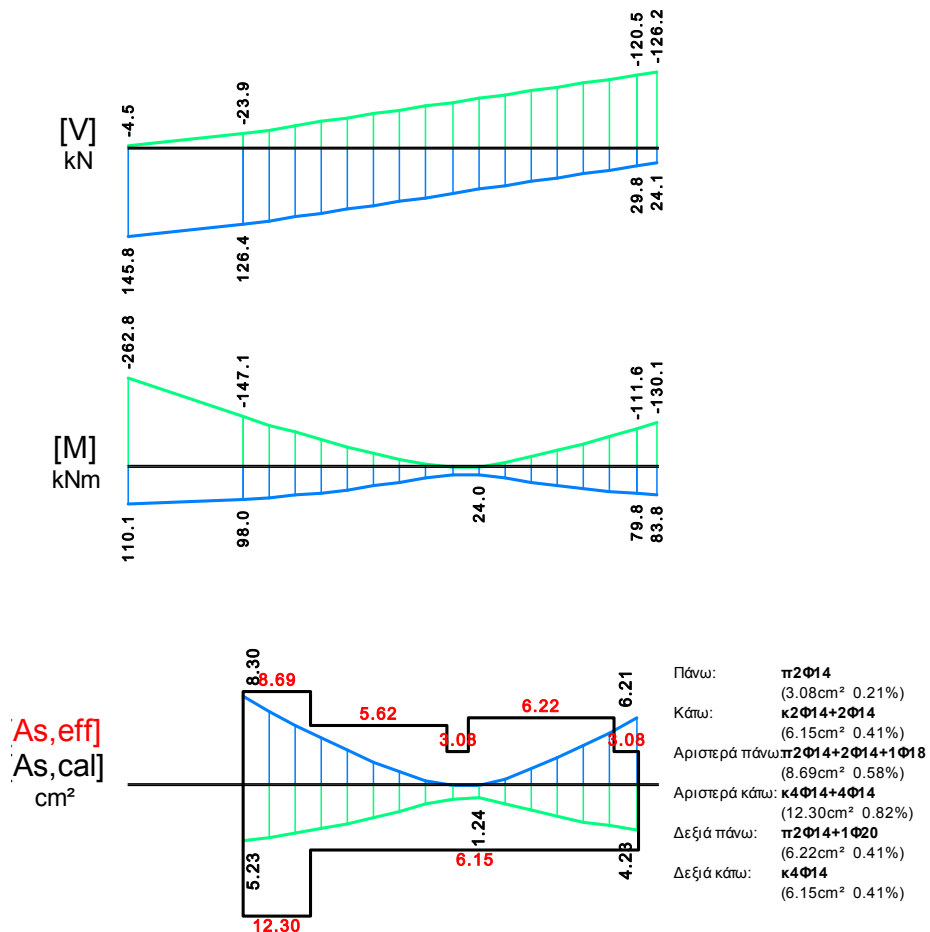 -4.5
-23.9
-120.5
-126.2
[V]
kN
145.8
126.4
29.8
24.1
-262.8
-147.1
-111.6
-130.1
[M]
kNm
110.1
98.0
24.0
79.8
83.8
8.30
8.69
5.62
3.08
6.22
3.08
6.21
[As,eff]
[As,cal]
cm²
5.23
12.30
6.15
1.24
4.23
Πάνω: π2Φ14
(3.08cm² 0.21%)
Κάτω: κ2Φ14+2Φ14
(6.15cm² 0.41%)
Αριστερά πάνω: π2Φ14+2Φ14+1Φ18
(8.69cm² 0.58%)
Αριστερά κάτω: κ4Φ14+4Φ14
(12.30cm² 0.82%)
Δεξιά πάνω: π2Φ14+1Φ20
(6.22cm² 0.41%)
Δεξιά κάτω: κ4Φ14
(6.15cm² 0.41%)